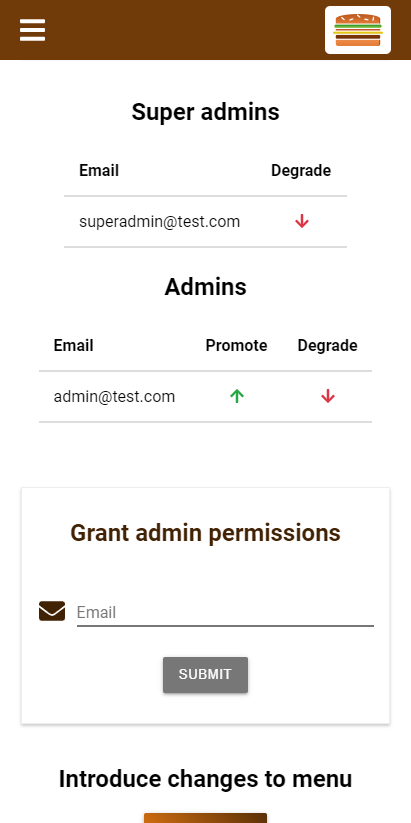 Super admins
Email Degrade
superadmin@test.com
Admins
Email Promote Degrade
admin@test.com
Grant admin permissions
Email
SUBMIT
Introduce changes to menu